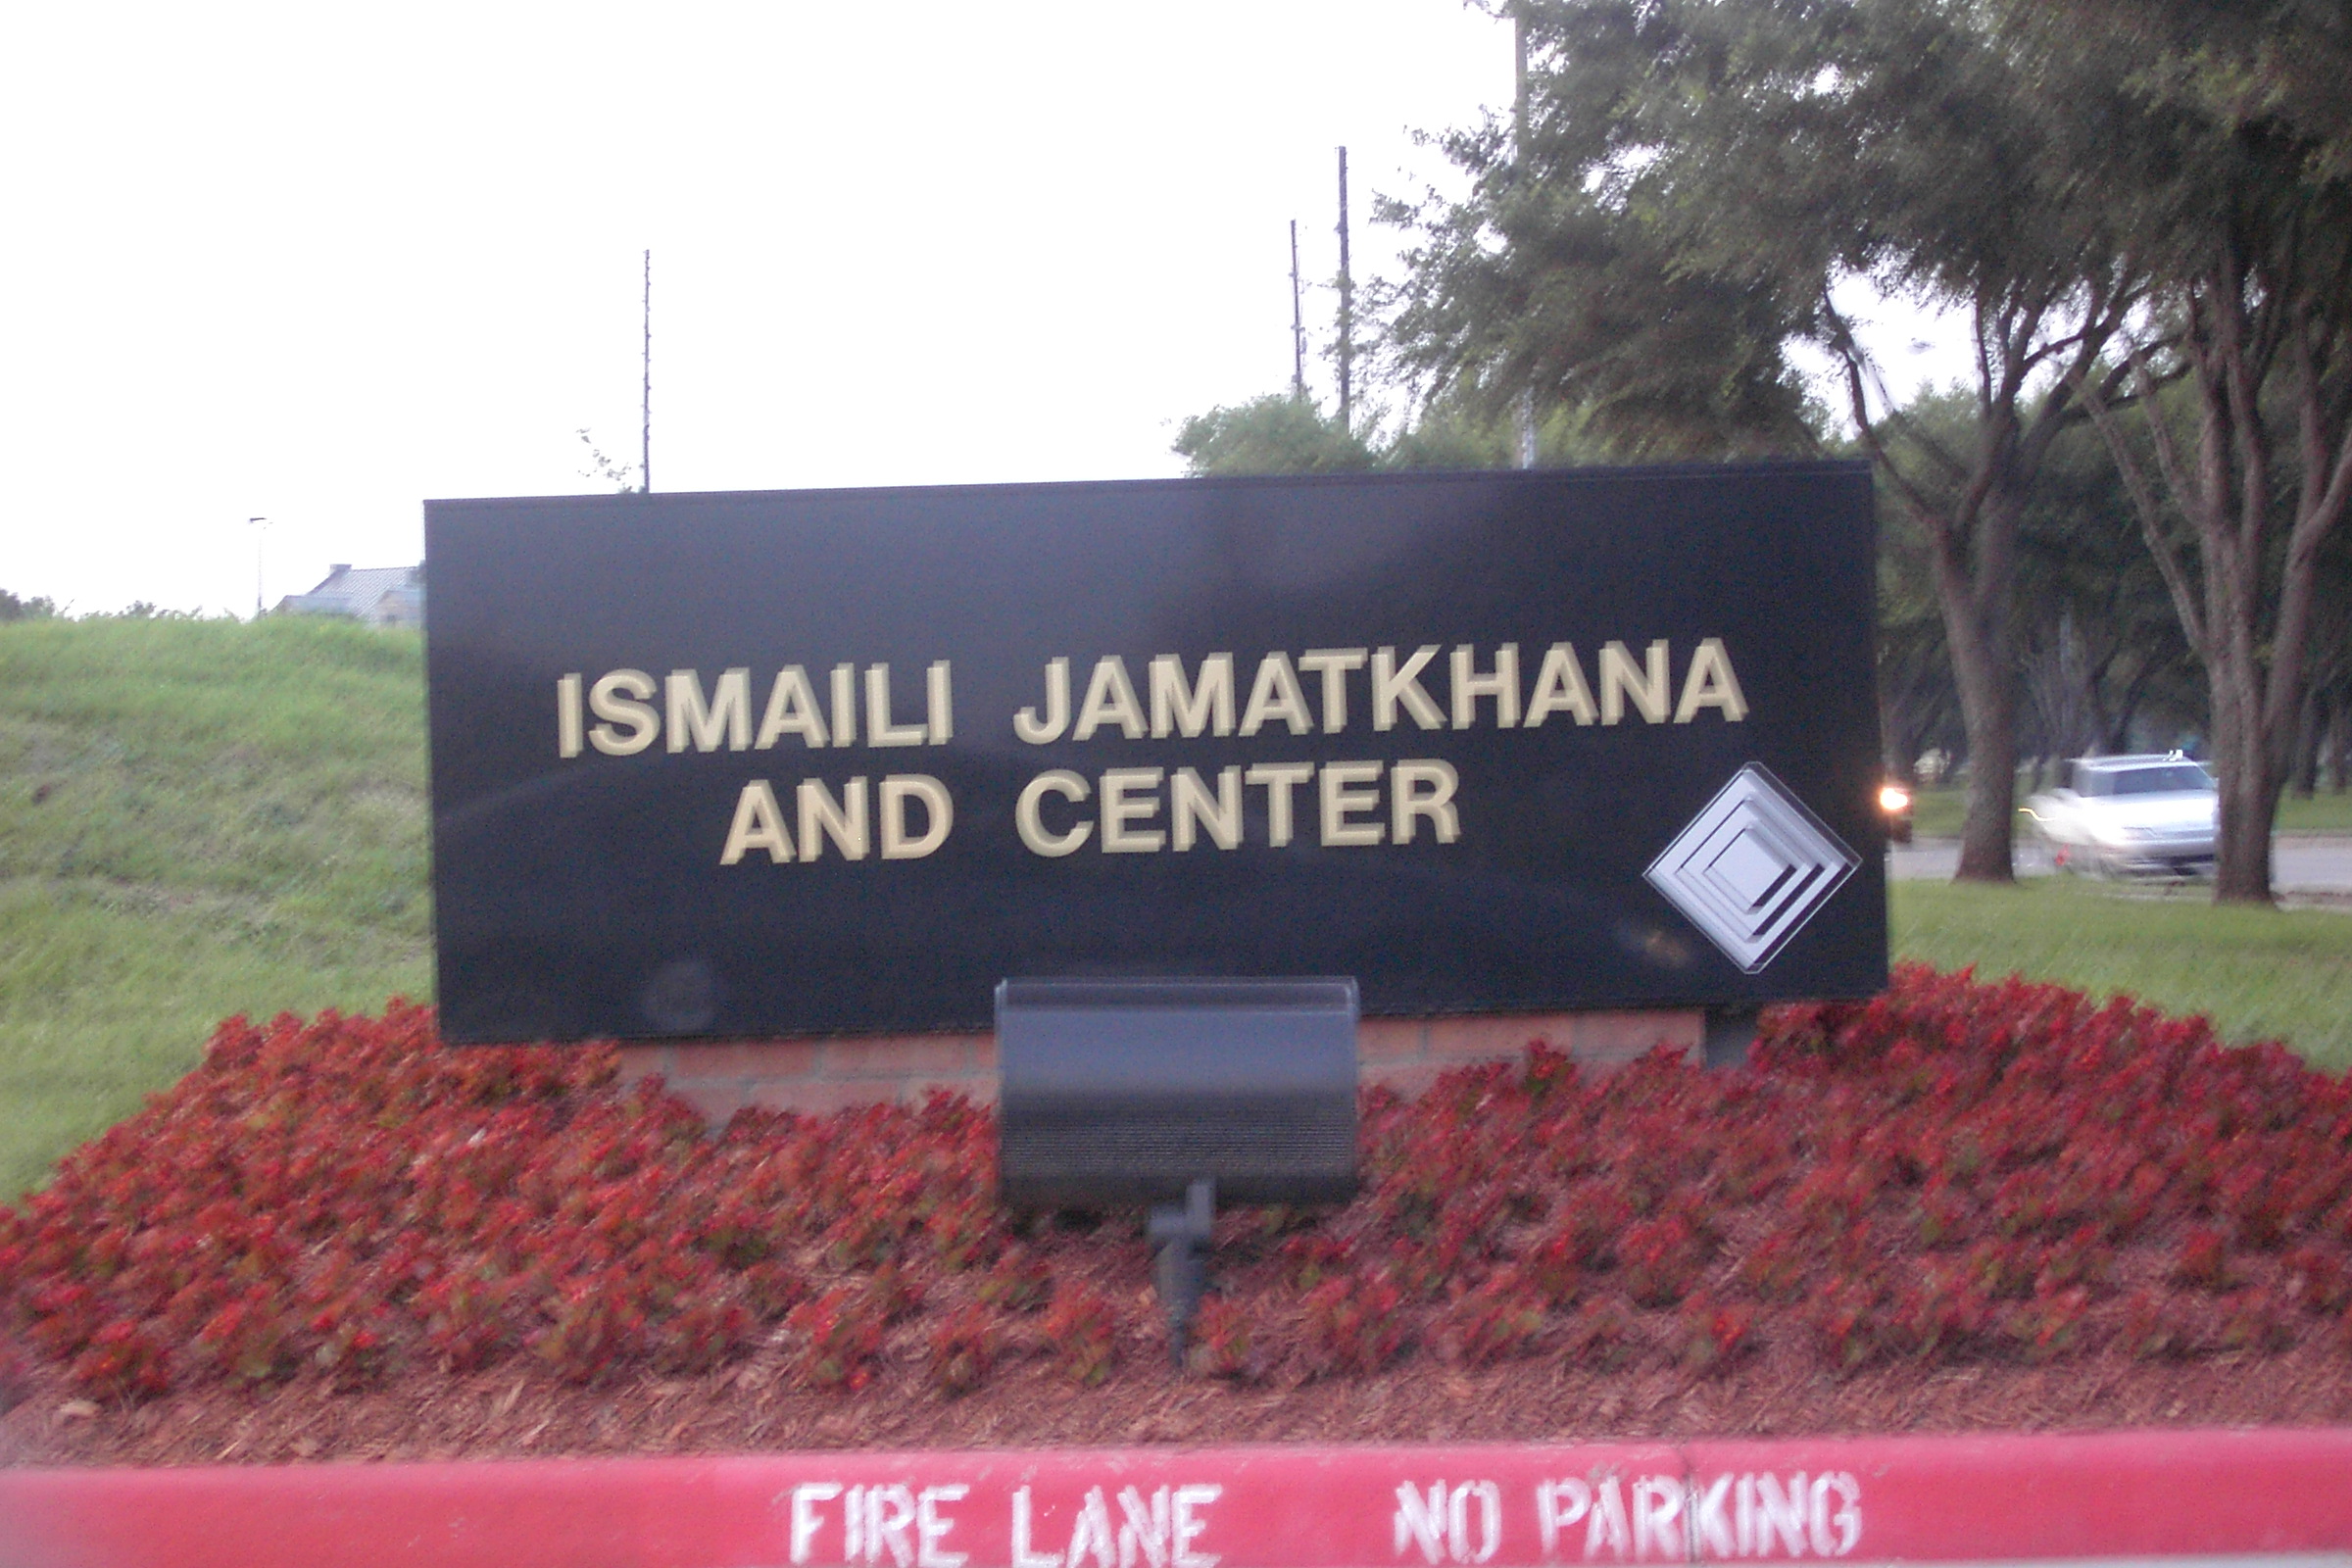 ISMAILI JAMATKHANA
AND CENTER
FIRE LANE NO PARKING